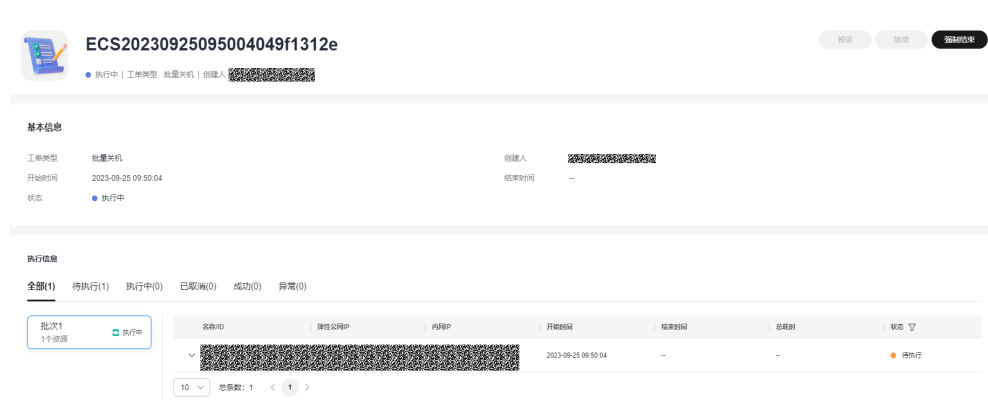 ECS20230925095004049f1312e
暂停 继续 强制结束
执行中 | 工单类型 批量关机 | 创建人
基本信息
工单类型 批量关机 创建人
开始时间 2023-09-25 09:50:04 结束时间 --
状态 执行中
执行信息
全部(1) 待执行(1) 执行中(0) 已取消(0) 成功(0) 异常(0)
批次1 执行中
1个资源
名称/ID 弹性公网IP 内网IP 开始时间 结束时间 总耗时 状态
2023-09-25 09:50:04 -- -- 待执行
10 总条数: 1 < 1 >